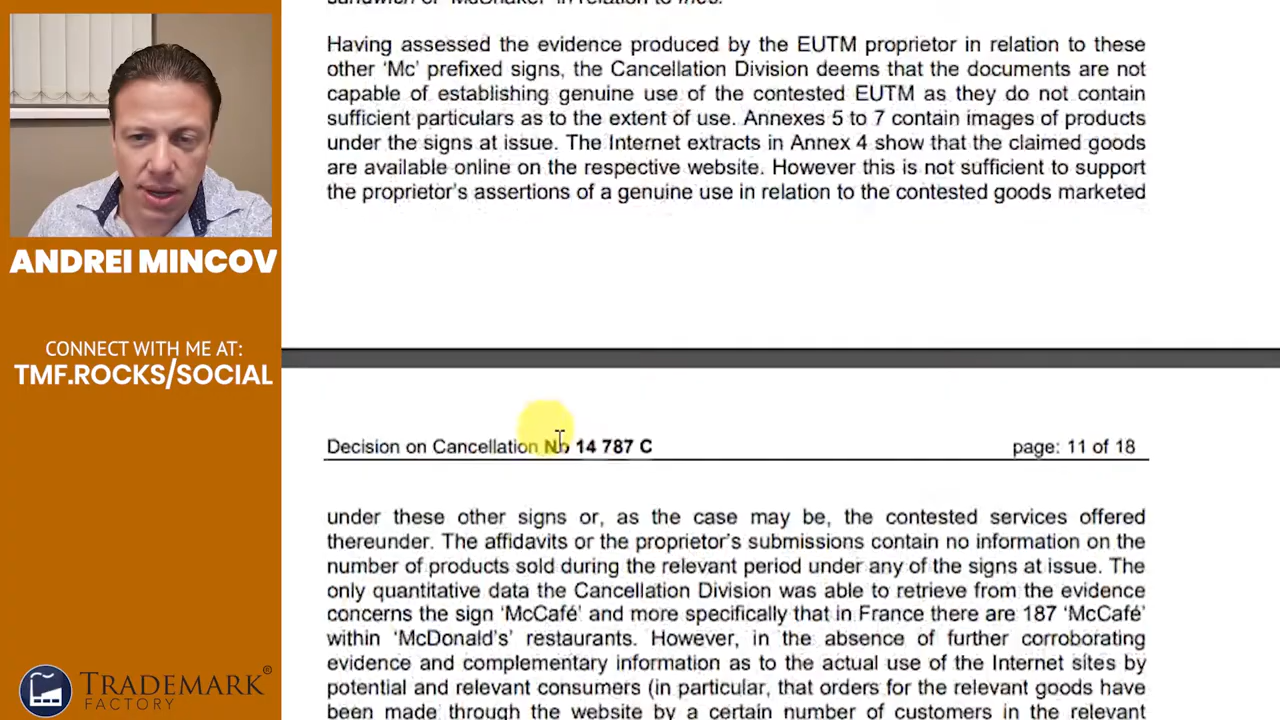 sandwich or 'McShaker' in relation to fries.
Having assessed the evidence produced by the EUTM proprietor in relation to these
other 'Mc' prefixed signs, the Cancellation Division deems that the documents are not
capable of establishing genuine use of the contested EUTM as they do not contain
sufficient particulars as to the extent of use. Annexes 5 to 7 contain images of products
under the signs at issue. The Internet extracts in Annex 4 show that the claimed goods
are available online on the respective website. However this is not sufficient to support
the proprietor's assertions of a genuine use in relation to the contested goods marketed
ANDREI MINCOV
CONNECT WITH ME AT:
TMF.ROCKS/SOCIAL
Decision on Cancellation No 14 787 C
page: 11 of 18
under these other signs or, as the case may be, the contested services offered
thereunder. The affidavits or the proprietor's submissions contain no information on the
number of products sold during the relevant period under any of the signs at issue. The
only quantitative data the Cancellation Division was able to retrieve from the evidence
concerns the sign 'McCafé' and more specifically that in France there are 187 'McCafé'
within 'McDonald's' restaurants. However, in the absence of further corroborating
evidence and complementary information as to the actual use of the Internet sites by
potential and relevant consumers (in particular, that orders for the relevant goods have
been made through the website by a certain number of customers in the relevant
TRADEMARK®
FACTORY